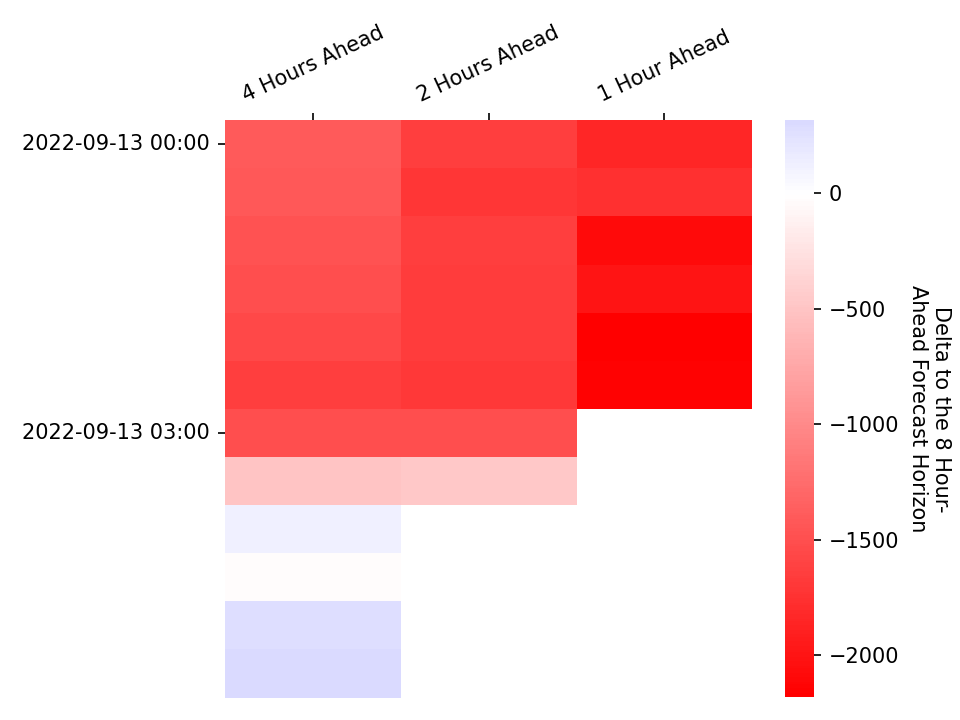 4 Hours Ahead
2 Hours Ahead
1 Hour Ahead
2022-09-13 00:00
2022-09-13 03:00
0
−500
−1000
−1500
−2000
Delta to the 8 Hour-
Ahead Forecast Horizon